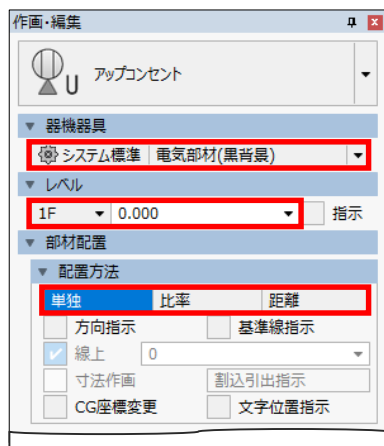 作画・編集
U アップコンセント
器機器具
システム標準 電気部材(黒背景)
レベル
1F 0.000 指示
部材配置
配置方法
単独 比率 距離
方向指示 基準線指示
線上 0
寸法作画 割込引出指示
CG座標変更 文字位置指示